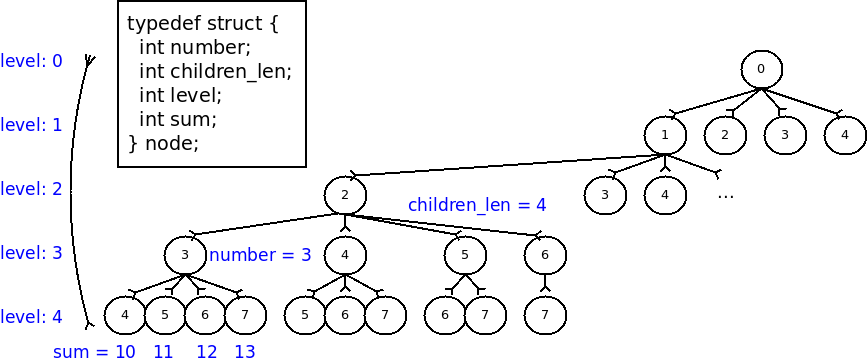 typedef struct {
int number;
int children_len;
int level;
int sum;
} node;
level: 0
0
level: 1
1 2 3 4
level: 2
2 3 4 ...
children_len = 4
level: 3
3 number = 3 4 5 6
level: 4
4 5 6 7 5 6 7 6 7 7
sum = 10 11 12 13